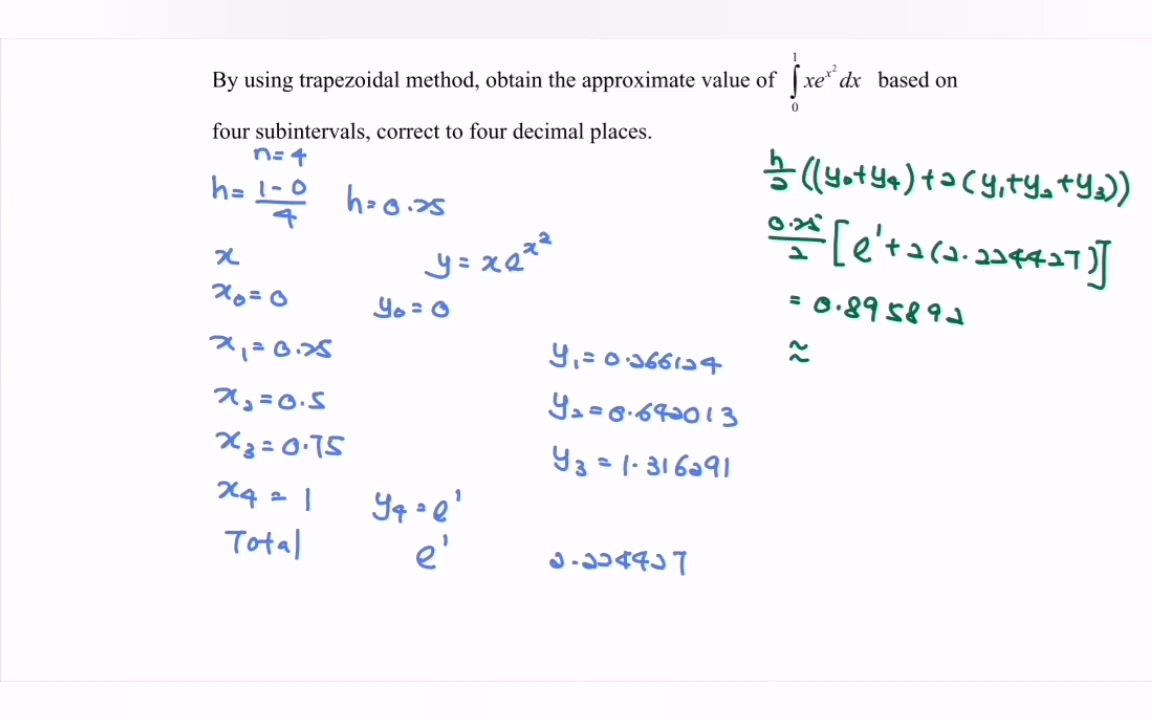 By using trapezoidal method, obtain the approximate value of ∫₀¹ xe^{x²} dx based on
four subintervals, correct to four decimal places.
n=4
h= (1-0)/4 h=0.25
x y = xe^{x²}
x₀=0 y₀=0
x₁=0.25 y₁=0.266124
x₂=0.5 y₂=0.642013
x₃=0.75 y₃=1.316291
x₄=1 y₄=e¹
Total e¹ 2.224427
h/2 ((y₀+y₄)+2(y₁+y₂+y₃))
0.25/2 [e¹+2(2.224427)]
= 0.895892
≈